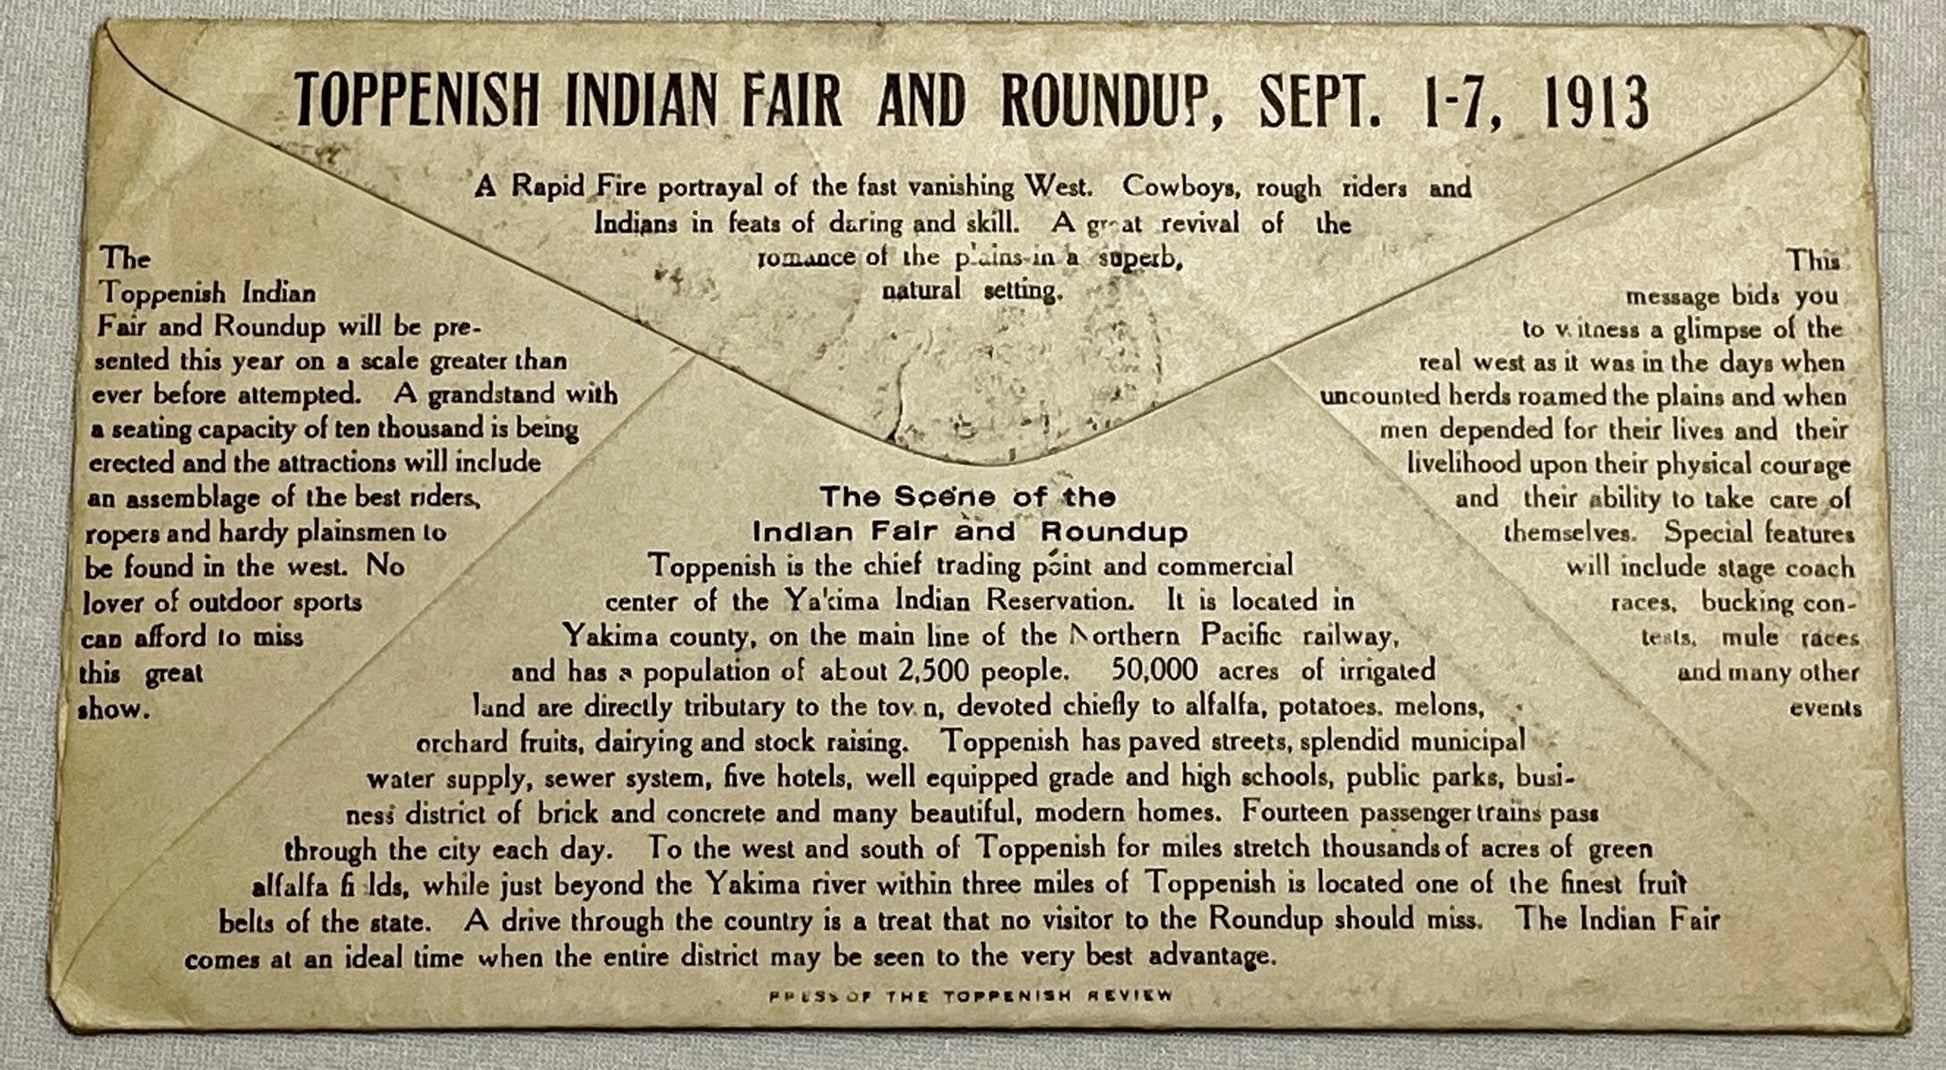 TOPPENISH INDIAN FAIR AND ROUNDUP, SEPT. 1-7, 1913
A Rapid Fire portrayal of the fast vanishing West. Cowboys, rough riders and
Indians in feats of daring and skill. A great revival of the
romance of the plains in a superb,
natural setting.
The
Toppenish Indian
Fair and Roundup will be pre-
sented this year on a scale greater than
ever before attempted. A grandstand with
a seating capacity of ten thousand is being
erected and the attractions will include
an assemblage of the best riders,
ropers and hardy plainsmen to
be found in the west. No
lover of outdoor sports
can afford to miss
this great
show.
The Scene of the
Indian Fair and Roundup
Toppenish is the chief trading point and commercial
center of the Yakima Indian Reservation. It is located in
Yakima county, on the main line of the Northern Pacific railway,
and has a population of about 2,500 people. 50,000 acres of irrigated
land are directly tributary to the town, devoted chiefly to alfalfa, potatoes, melons,
orchard fruits, dairying and stock raising. Toppenish has paved streets, splendid municipal
water supply, sewer system, five hotels, well equipped grade and high schools, public parks, busi-
ness district of brick and concrete and many beautiful, modern homes. Fourteen passenger trains pass
through the city each day. To the west and south of Toppenish for miles stretch thousands of acres of green
alfalfa fields, while just beyond the Yakima river within three miles of Toppenish is located one of the finest fruit
belts of the state. A drive through the country is a treat that no visitor to the Roundup should miss. The Indian Fair
comes at an ideal time when the entire district may be seen to the very best advantage.
PRESS OF THE TOPPENISH REVIEW
This
message bids you
to witness a glimpse of the
real west as it was in the days when
uncounted herds roamed the plains and when
men depended for their lives and their
livelihood upon their physical courage
and their ability to take care of
themselves. Special features
will include stage coach
races, bucking con-
tests, mule races
and many other
events